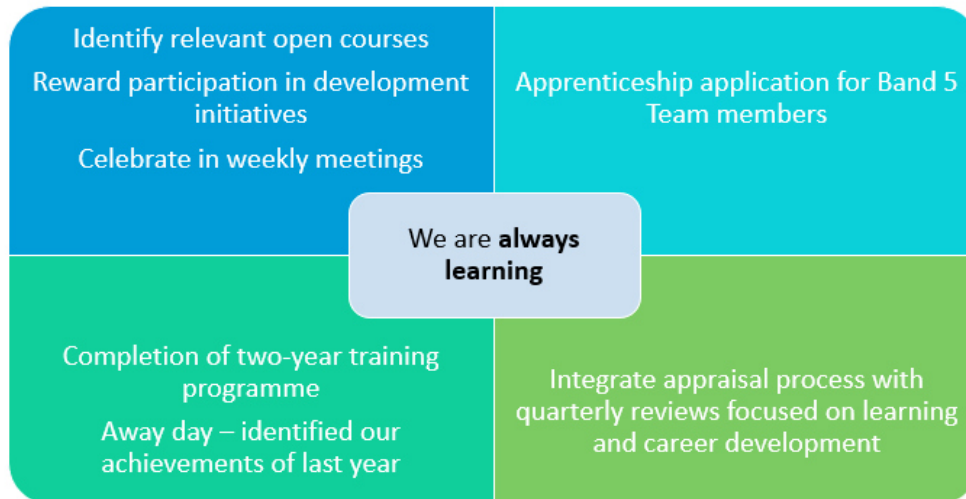 Identify relevant open courses
Reward participation in development
initiatives
Celebrate in weekly meetings
Apprenticeship application for Band 5
Team members
We are always
learning
Completion of two-year training
programme
Away day – identified our
achievements of last year
Integrate appraisal process with
quarterly reviews focused on learning
and career development